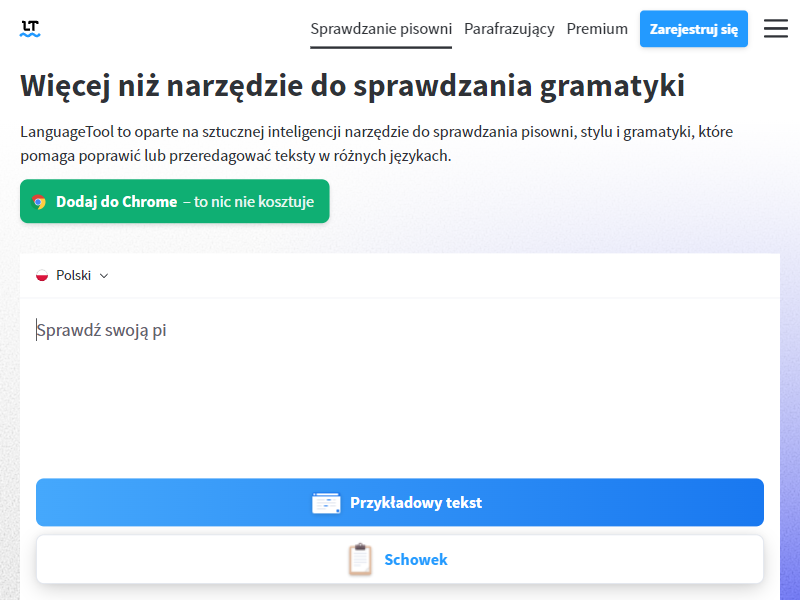 LT
Sprawdzanie pisowni Parafrazujący Premium Zarejestruj się
Więcej niż narzędzie do sprawdzania gramatyki
LanguageTool to oparte na sztucznej inteligencji narzędzie do sprawdzania pisowni, stylu i gramatyki, które
pomaga poprawić lub przeredagować teksty w różnych językach.
Dodaj do Chrome – to nic nie kosztuje
Polski
Sprawdź swoją pi
Przykładowy tekst
Schowek